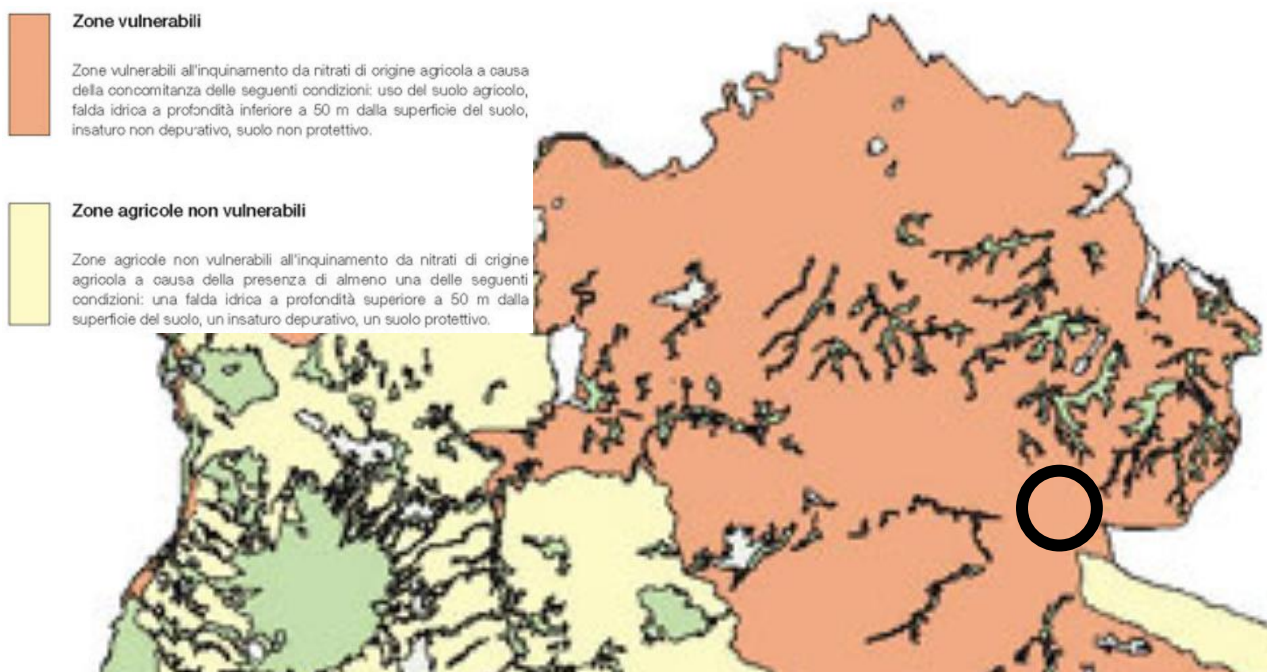 Zone vulnerabili
Zone vulnerabili all'inquinamento da nitrati di origine agricola a causa
della concomitanza delle seguenti condizioni: uso del suolo agricolo,
falda idrica a profondità inferiore a 50 m dalla superficie del suolo,
insaturo non depurativo, suolo non protettivo.
Zone agricole non vulnerabili
Zone agricole non vulnerabili all'inquinamento da nitrati di origine
agricola a causa della presenza di almeno una delle seguenti
condizioni: una falda idrica a profondità superiore a 50 m dalla
superficie del suolo, un insaturo depurativo, un suolo protettivo.